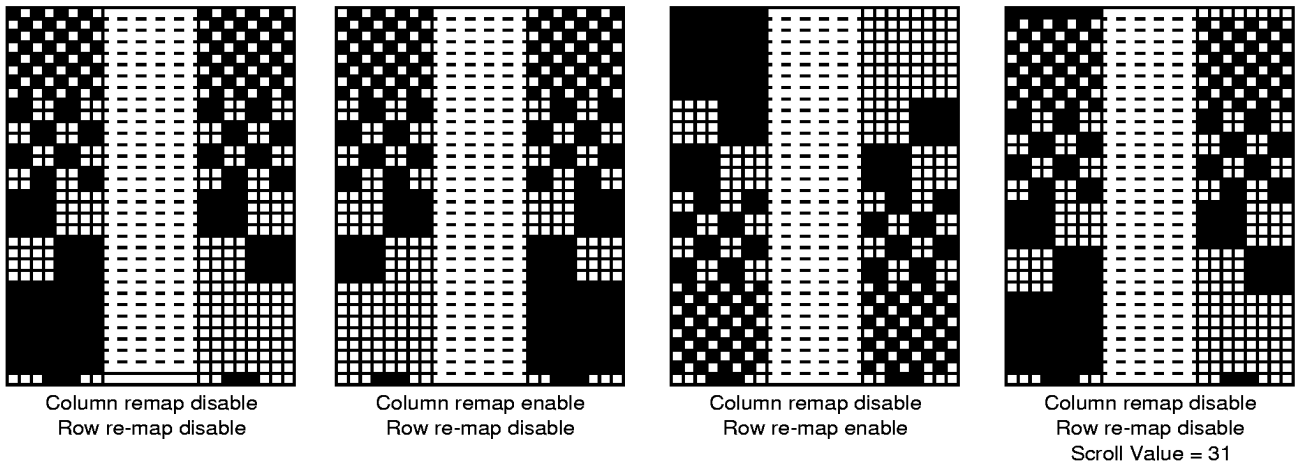 Column remap disable
Row re-map disable
Column remap enable
Row re-map disable
Column remap disable
Row re-map enable
Column remap disable
Row re-map disable
Scroll Value = 31